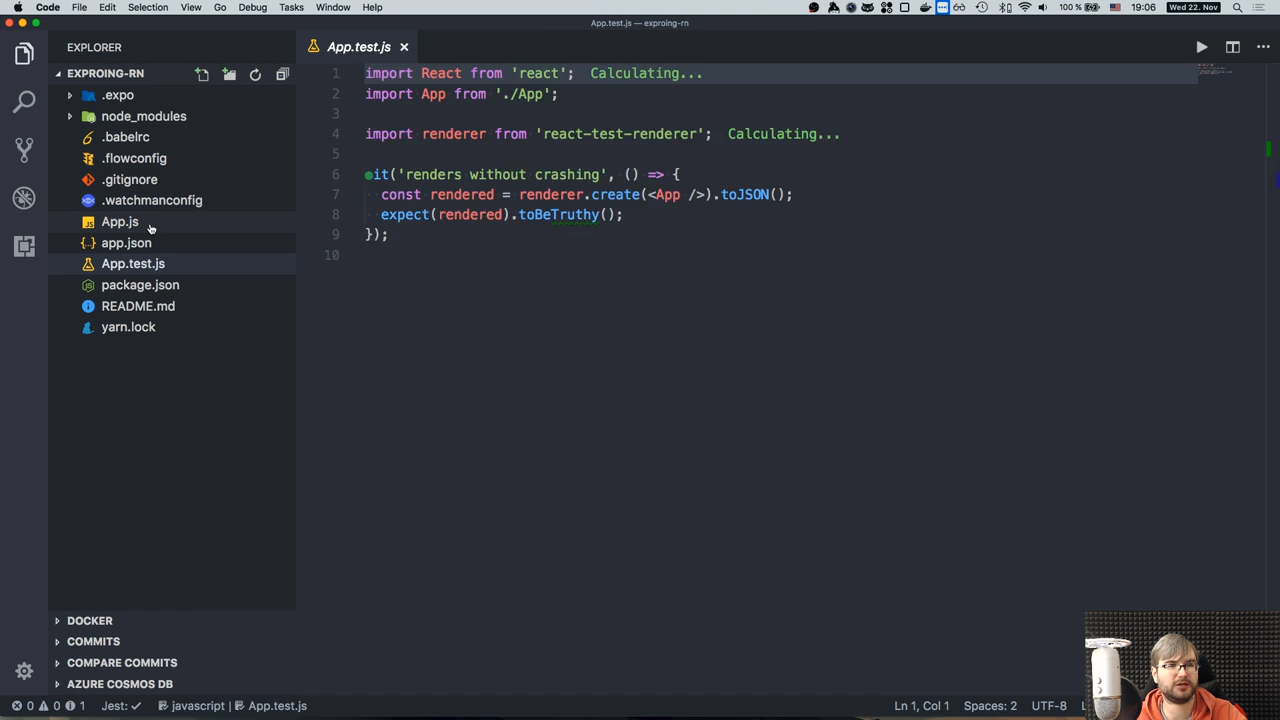 Code File Edit Selection View Go Debug Tasks Window Help 100 % Wed 22. Nov 19:06
App.test.js — exproing-rn
EXPLORER
EXPROING-RN
.expo
node_modules
.babelrc
.flowconfig
.gitignore
.watchmanconfig
App.js
app.json
App.test.js
package.json
README.md
yarn.lock
DOCKER
COMMITS
COMPARE COMMITS
AZURE COSMOS DB
App.test.js
1 import React from 'react'; Calculating...
2 import App from './App';
3
4 import renderer from 'react-test-renderer'; Calculating...
5
6 it('renders without crashing', () => {
7 const rendered = renderer.create(<App />).toJSON();
8 expect(rendered).toBeTruthy();
9 });
10
0 0 1 Jest: ✓ javascript | App.test.js Ln 1, Col 1 Spaces: 2 UTF-8